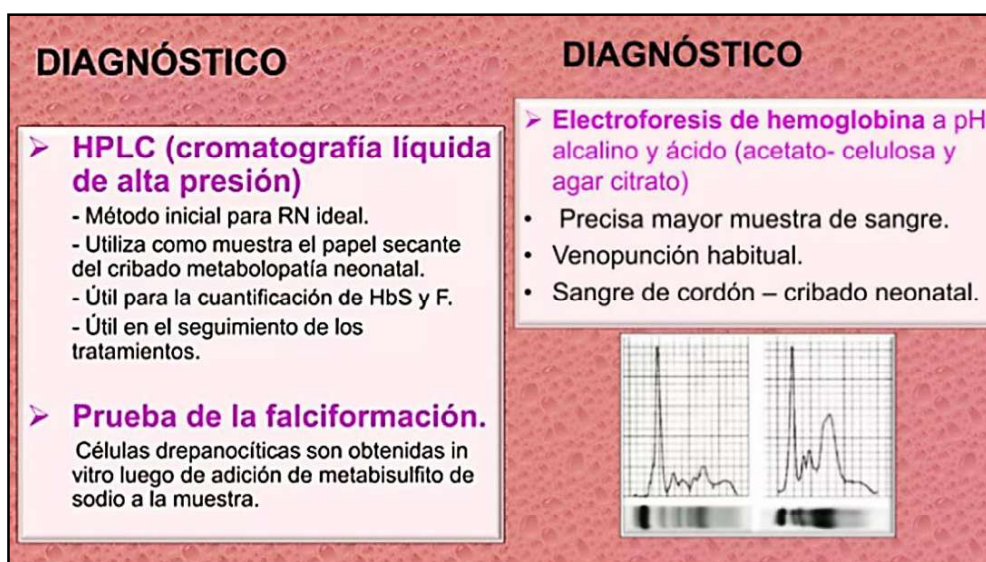 DIAGNÓSTICO
➢ HPLC (cromatografía líquida
de alta presión)
- Método inicial para RN ideal.
- Utiliza como muestra el papel secante
del cribado metabolopatía neonatal.
- Útil para la cuantificación de HbS y F.
- Útil en el seguimiento de los
tratamientos.
➢ Prueba de la falciformación.
Células drepanocíticas son obtenidas in
vitro luego de adición de metabisulfito de
sodio a la muestra.
DIAGNÓSTICO
➢ Electroforesis de hemoglobina a pH
alcalino y ácido (acetato- celulosa y
agar citrato)
• Precisa mayor muestra de sangre.
• Venopunción habitual.
• Sangre de cordón – cribado neonatal.